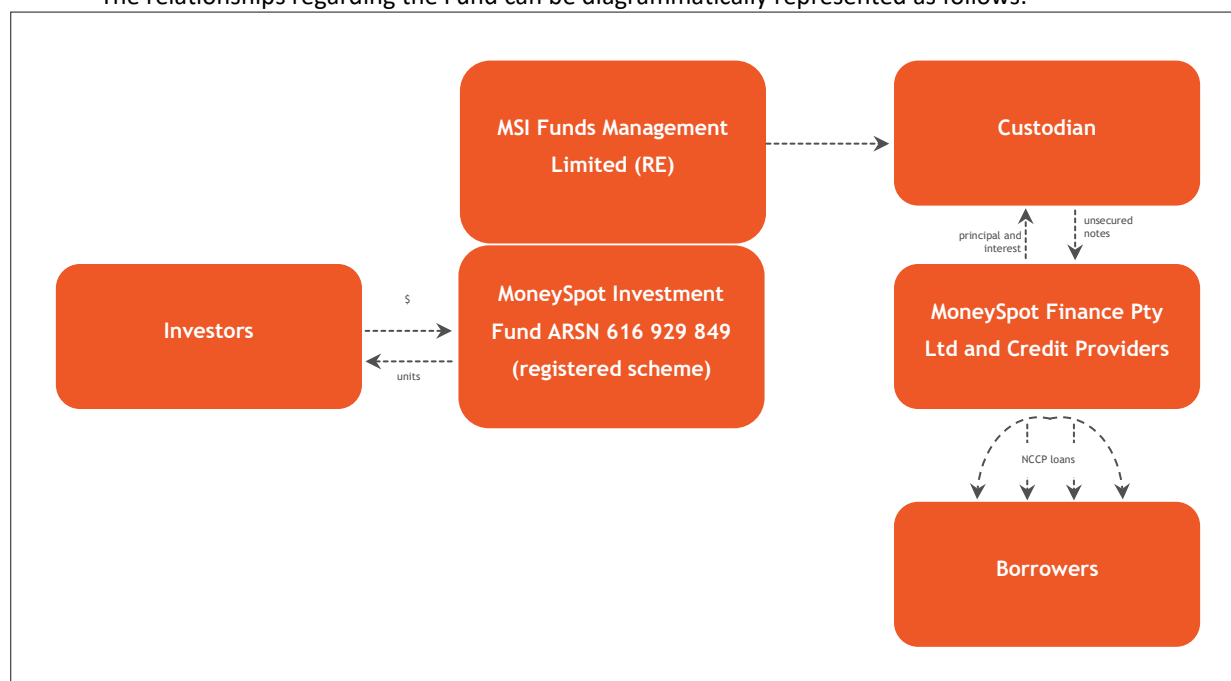 The relationships regarding the Fund can be diagrammatically represented as follows:
MSI Funds Management
Limited (RE)
Custodian
principal and
interest
unsecured
notes
Investors
$
units
MoneySpot Investment
Fund ARSN 616 929 849
(registered scheme)
MoneySpot Finance Pty
Ltd and Credit Providers
NCCP loans
Borrowers